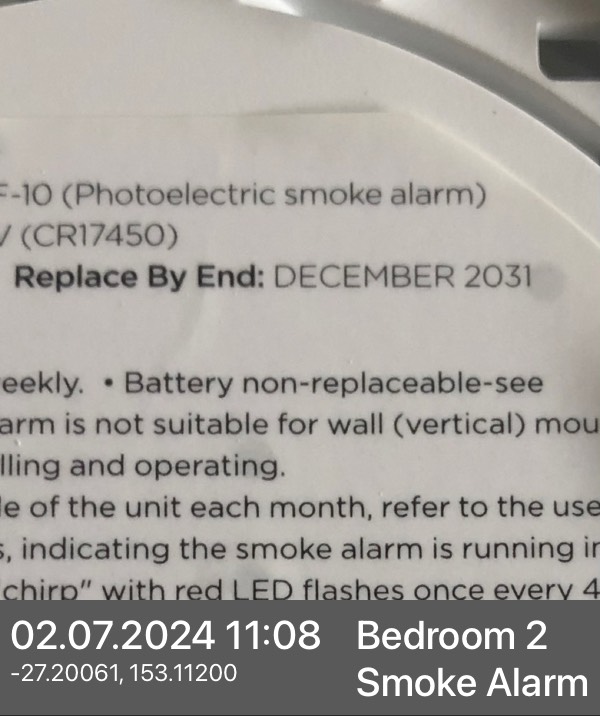 F-10 (Photoelectric smoke alarm)
V (CR17450)
Replace By End: DECEMBER 2031
eekly. • Battery non-replaceable-see
arm is not suitable for wall (vertical) mou
lling and operating.
le of the unit each month, refer to the use
s, indicating the smoke alarm is running in
"chirp" with red LED flashes once every 4
02.07.2024 11:08
-27.20061, 153.11200
Bedroom 2
Smoke Alarm